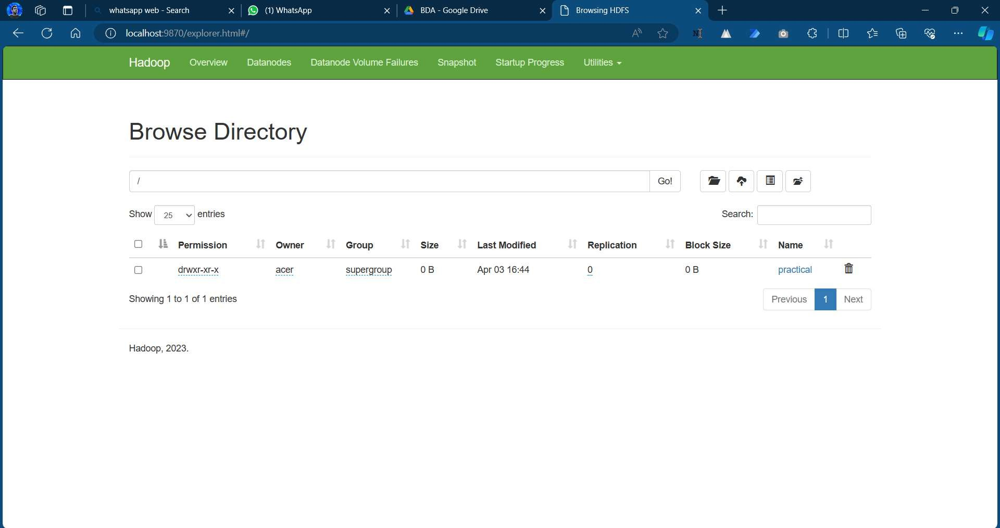 whatsapp web - Search
(1) WhatsApp
BDA - Google Drive
Browsing HDFS
localhost:9870/explorer.html#/
Hadoop Overview Datanodes Datanode Volume Failures Snapshot Startup Progress Utilities
Browse Directory
/ Go!
Show 25 entries Search:
Permission Owner Group Size Last Modified Replication Block Size Name
drwxr-xr-x acer supergroup 0 B Apr 03 16:44 0 0 B practical
Showing 1 to 1 of 1 entries Previous 1 Next
Hadoop, 2023.